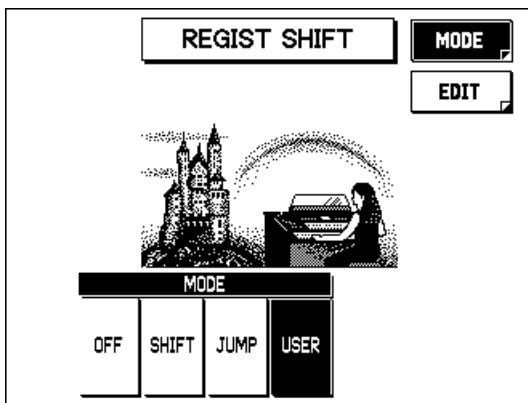 REGIST SHIFT
MODE
EDIT
MODE
OFF SHIFT JUMP USER